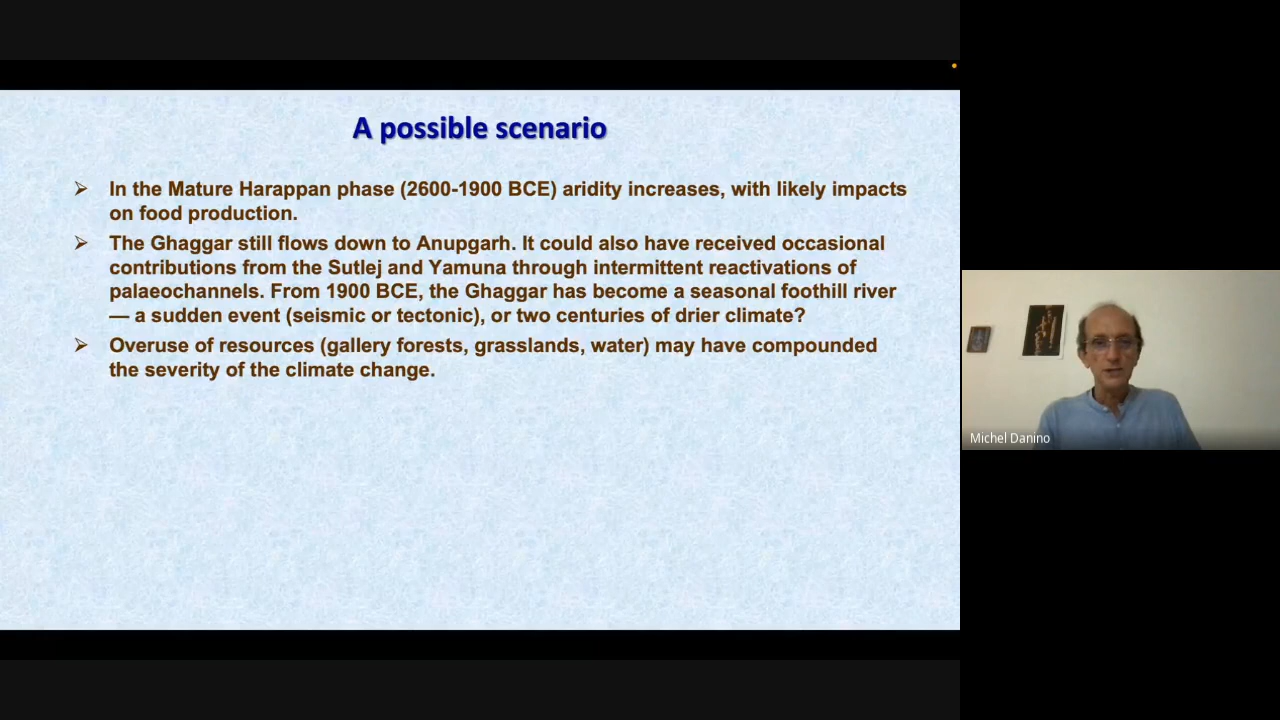 A possible scenario
➢ In the Mature Harappan phase (2600-1900 BCE) aridity increases, with likely impacts
on food production.
➢ The Ghaggar still flows down to Anupgarh. It could also have received occasional
contributions from the Sutlej and Yamuna through intermittent reactivations of
palaeochannels. From 1900 BCE, the Ghaggar has become a seasonal foothill river
— a sudden event (seismic or tectonic), or two centuries of drier climate?
➢ Overuse of resources (gallery forests, grasslands, water) may have compounded
the severity of the climate change.
Michel Danino